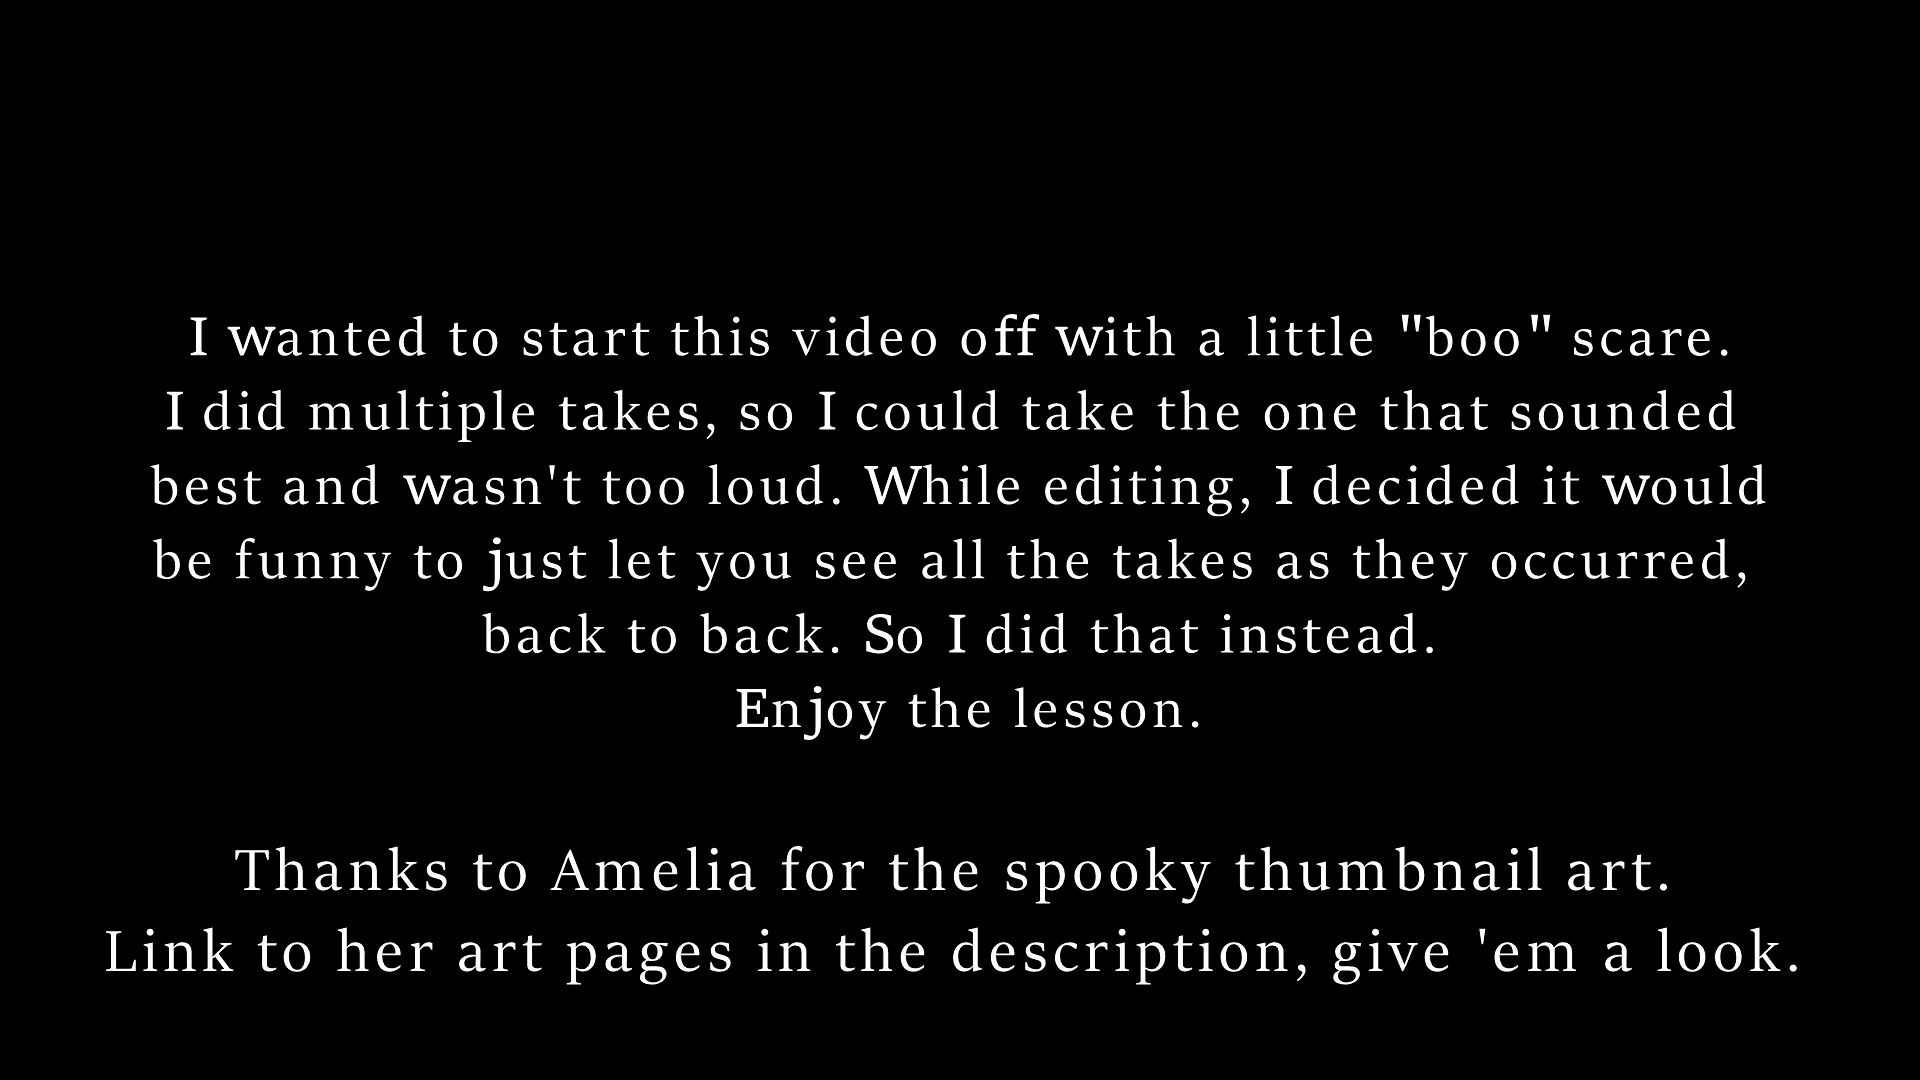 I wanted to start this video off with a little "boo" scare.
I did multiple takes, so I could take the one that sounded
best and wasn't too loud. While editing, I decided it would
be funny to just let you see all the takes as they occurred,
back to back. So I did that instead.
Enjoy the lesson.
Thanks to Amelia for the spooky thumbnail art.
Link to her art pages in the description, give 'em a look.